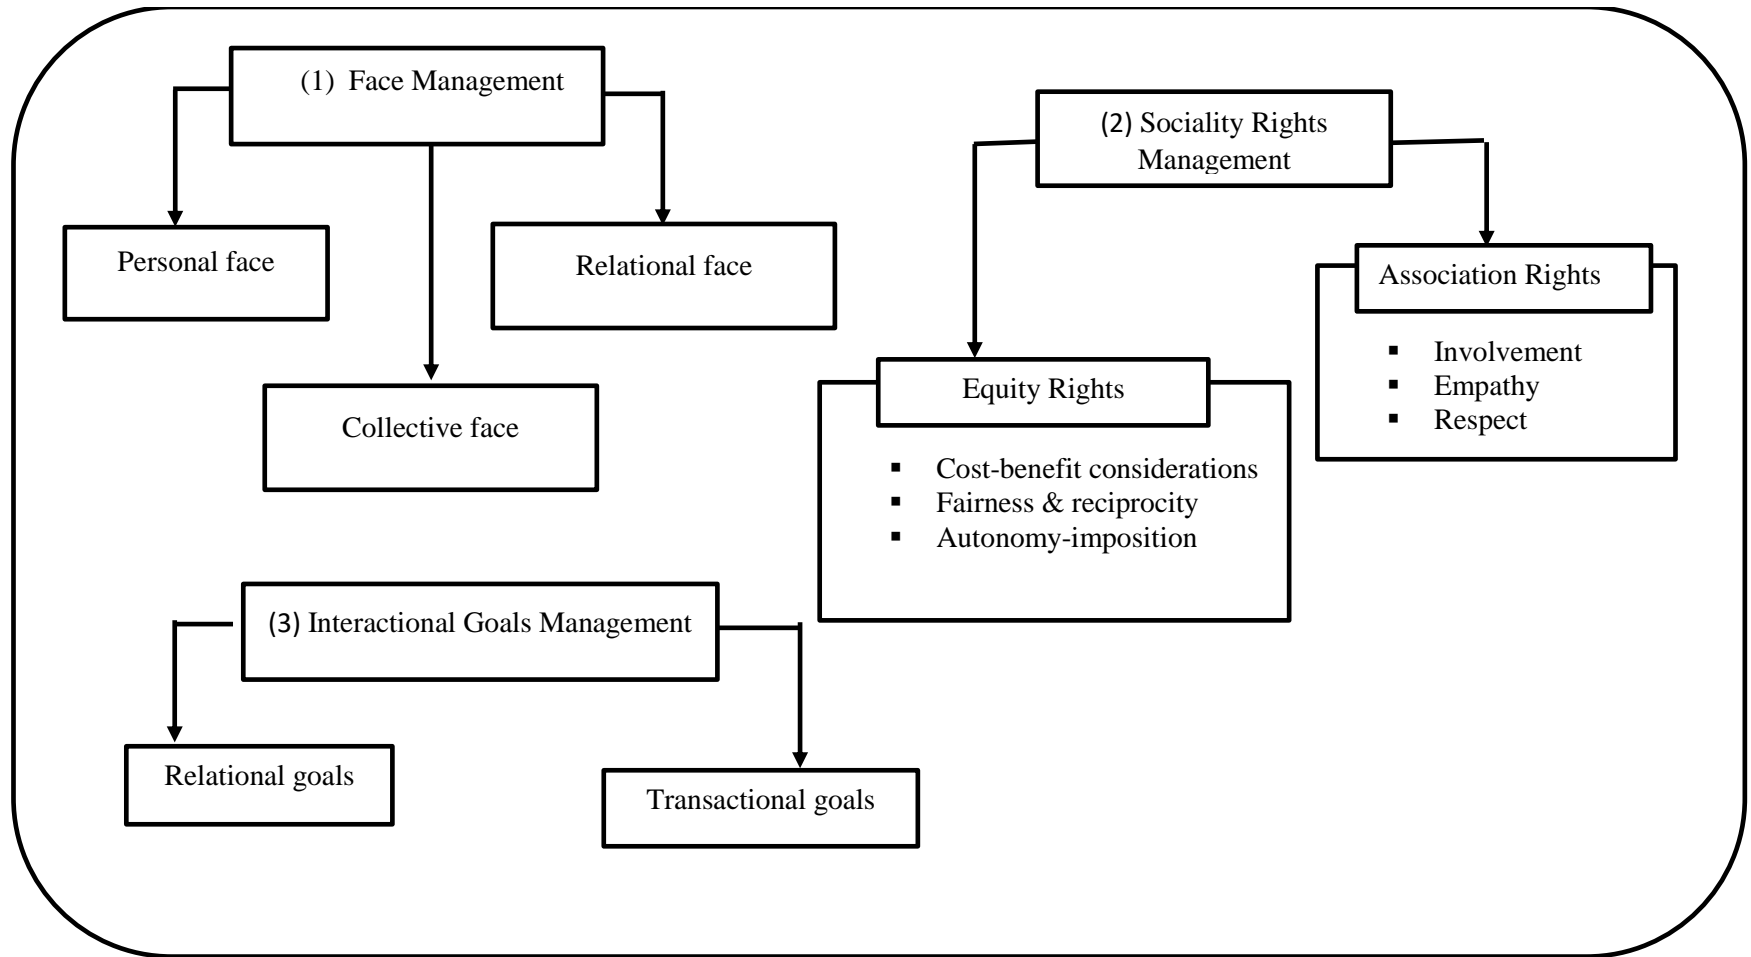 (1) Face Management
Personal face
Relational face
Collective face
(2) Sociality Rights
Management
Equity Rights
▪ Cost-benefit considerations
▪ Fairness & reciprocity
▪ Autonomy-imposition
Association Rights
▪ Involvement
▪ Empathy
▪ Respect
(3) Interactional Goals Management
Relational goals
Transactional goals